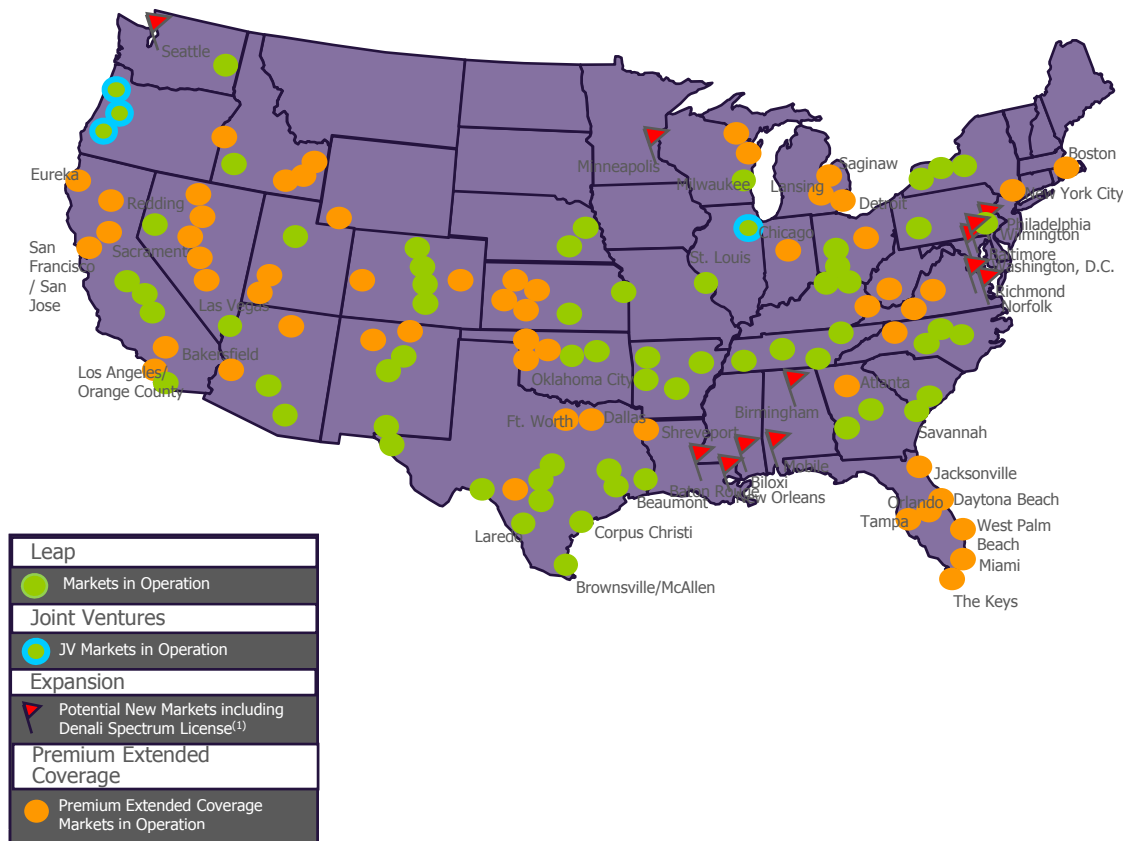 Seattle
Minneapolis
Milwaukee
Saginaw
Lansing
Detroit
Boston
New York City
Eureka
Redding
Sacrament
San
Francisco
/ San
Jose
Las Vegas
Bakersfield
Los Angeles/
Orange County
Chicago
St. Louis
Philadelphia
Wilmington
Baltimore
Washington, D.C.
Richmond
Norfolk
Oklahoma City
Ft. Worth
Dallas
Shreveport
Birmingham
Atlanta
Savannah
Mobile
Biloxi
Baton Rouge
New Orleans
Beaumont
Laredo
Corpus Christi
Brownsville/McAllen
Jacksonville
Daytona Beach
Orlando
Tampa
West Palm
Beach
Miami
The Keys
Leap
Markets in Operation
Joint Ventures
JV Markets in Operation
Expansion
Potential New Markets including
Denali Spectrum License(1)
Premium Extended
Coverage
Premium Extended Coverage
Markets in Operation